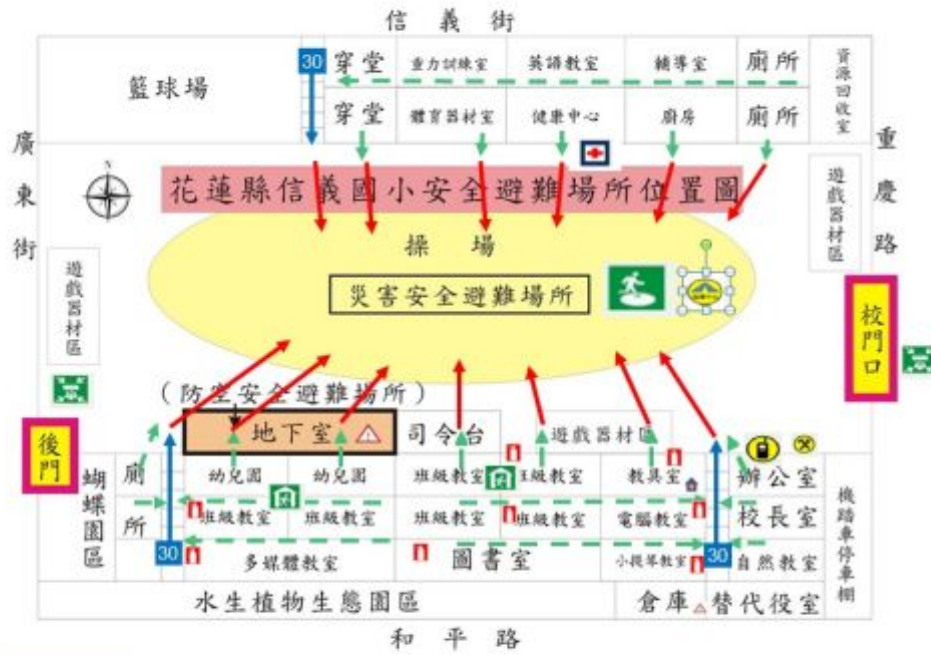 信義街
籃球場
30
穿堂
重力訓練室
英語教室
輔導室
廁所
資源回收室
穿堂
體育器材室
健康中心
廚房
廁所
廣東街
重慶路
N
花蓮縣信義國小安全避難場所位置圖
遊戲器材區
操場
遊戲器材區
災害安全避難場所
校門口
(防空安全避難場所)
後門
地下室
司令台
遊戲器材區
蝴蝶園區
廁所
幼兒園
幼兒園
班級教室
班級教室
教具室
辦公室
機踏車停車棚
班級教室
班級教室
班級教室
班級教室
電腦教室
校長室
30
多媒體教室
圖書室
小提琴教室
30
自然教室
水生植物生態園區
倉庫
替代役室
和平路